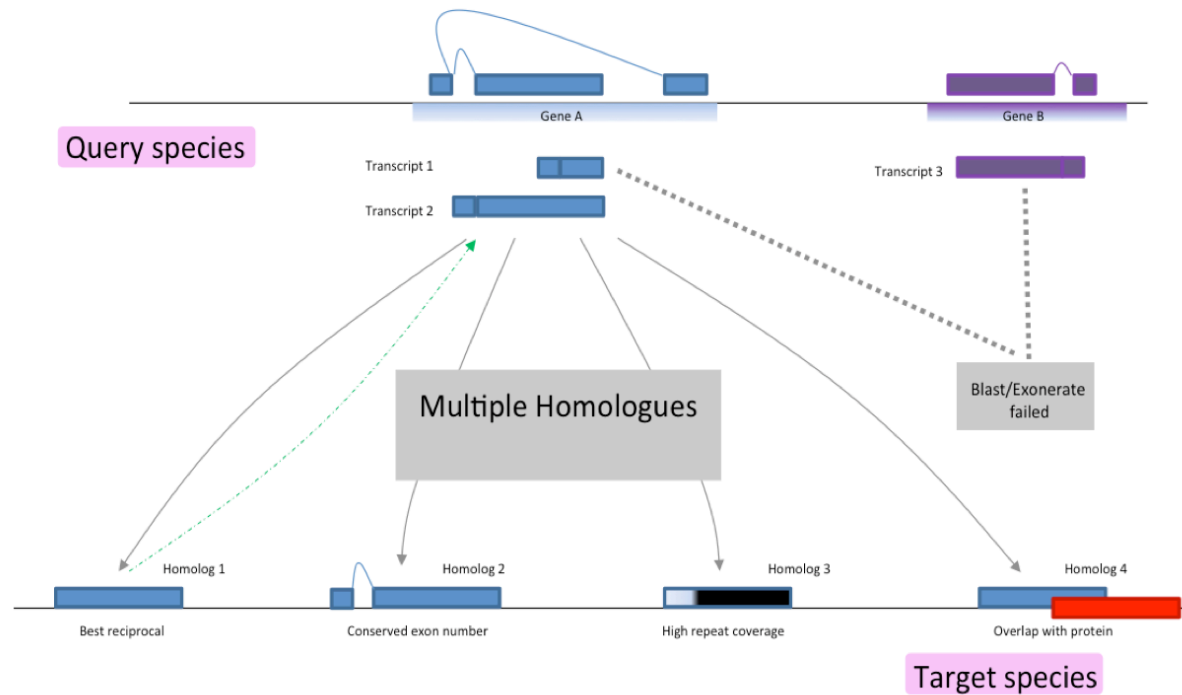 Gene A
Gene B
Query species
Transcript 1
Transcript 3
Transcript 2
Blast/Exonerate
failed
Multiple Homologues
Homolog 1
Homolog 2
Homolog 3
Homolog 4
Best reciprocal
Conserved exon number
High repeat coverage
Overlap with protein
Target species